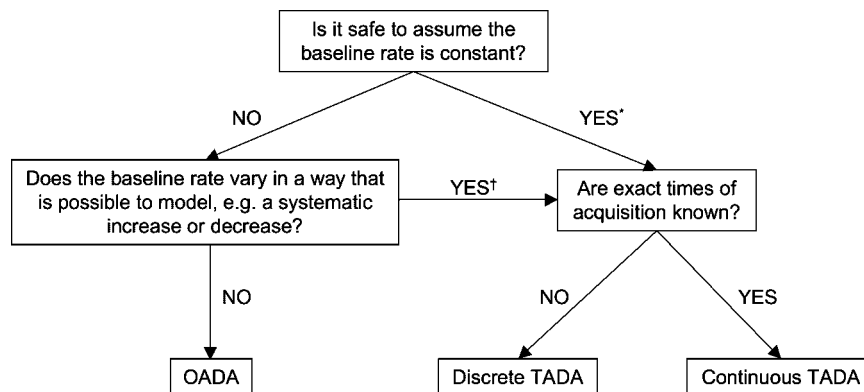 Is it safe to assume the
baseline rate is constant?
NO
YES*
Does the baseline rate vary in a way that
is possible to model, e.g. a systematic
increase or decrease?
YES†
Are exact times of
acquisition known?
NO
NO
YES
OADA
Discrete TADA
Continuous TADA